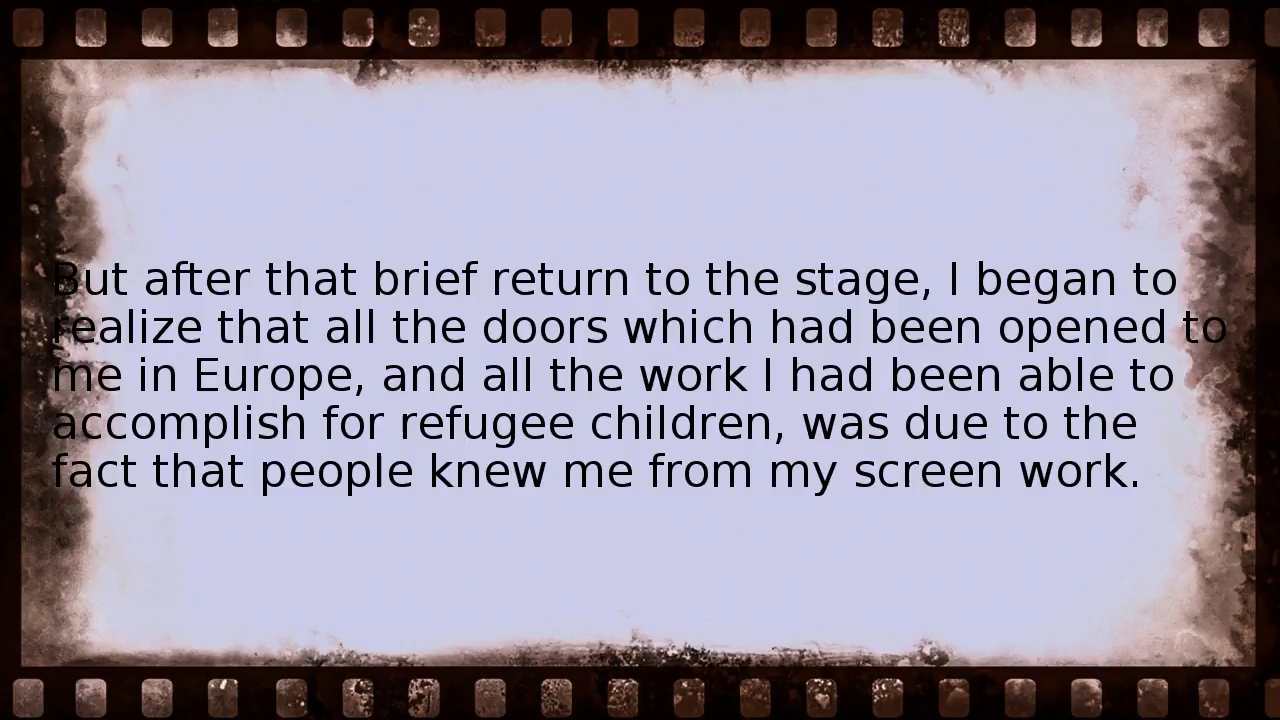 But after that brief return to the stage, I began to
realize that all the doors which had been opened to
me in Europe, and all the work I had been able to
accomplish for refugee children, was due to the
fact that people knew me from my screen work.